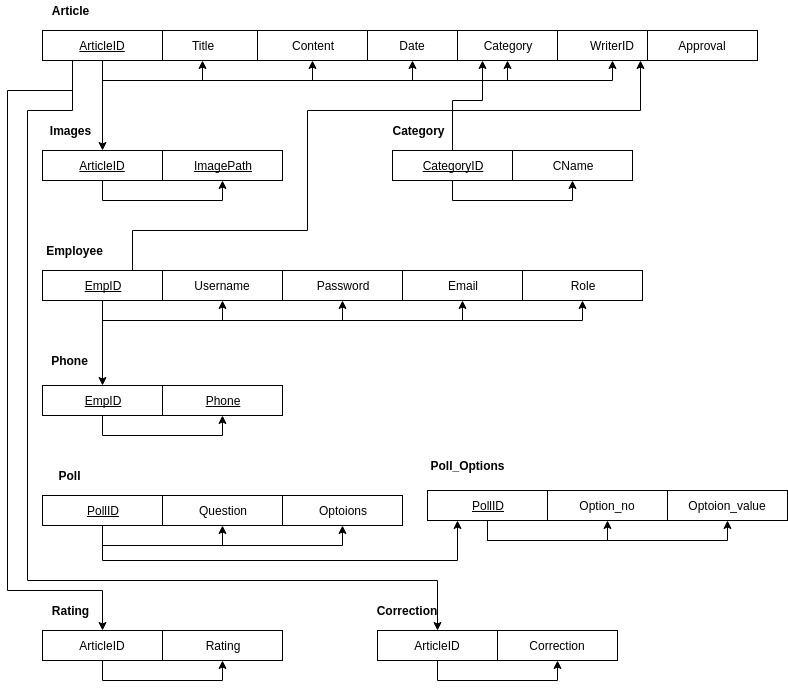 Article
ArticleID Title Content Date Category WriterID Approval
Images
Category
ArticleID ImagePath
CategoryID CName
Employee
EmpID Username Password Email Role
Phone
EmpID Phone
Poll
Poll_Options
PollID Question Optoions
PollID Option_no Optoion_value
Rating
Correction
ArticleID Rating
ArticleID Correction